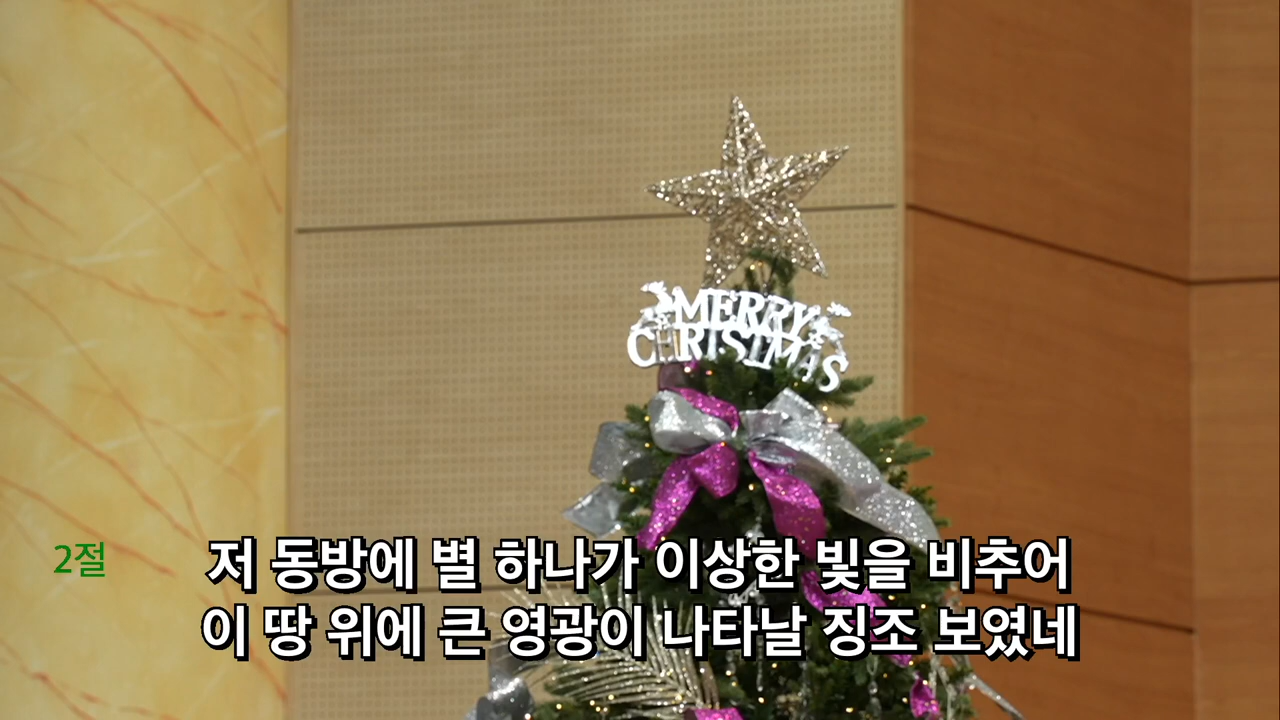 MERRY
CHRISTMAS
2절
저 동방에 별 하나가 이상한 빛을 비추어
이 땅 위에 큰 영광이 나타날 징조 보였네